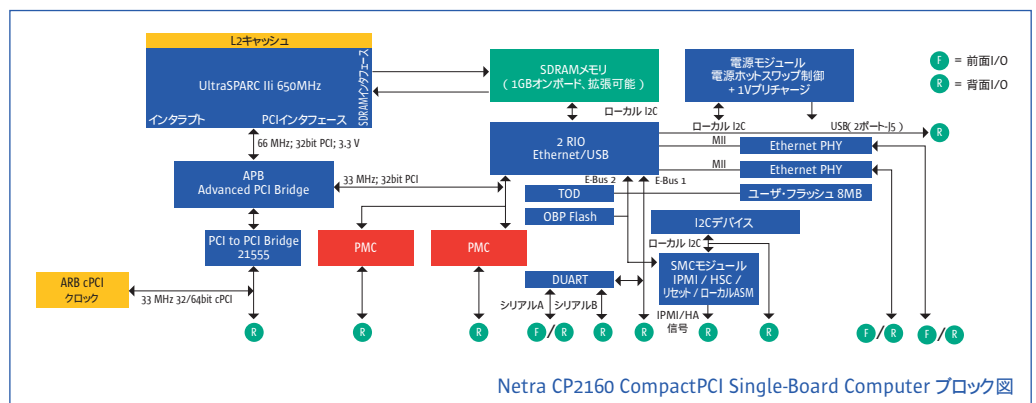 L2キャッシュ
UltraSPARC IIi 650MHz
SDRAMインタフェース
インタラプト
PCIインタフェース
SDRAMメモリ
( 1GBオンボード、拡張可能 )
電源モジュール
電源ホットスワップ制御
+ 1Vプリチャージ
F = 前面I/O
R = 背面I/O
ローカル I2C
ローカル I2C
USB( 2ポート-J5 )
R
66 MHz; 32bit PCI; 3.3 V
2 RIO
Ethernet/USB
MII
Ethernet PHY
MII
Ethernet PHY
APB
Advanced PCI Bridge
33 MHz; 32bit PCI
E-Bus 2
E-Bus 1
TOD
ユーザ・フラッシュ 8MB
OBP Flash
I2Cデバイス
PCI to PCI Bridge
21555
PMC
PMC
ローカル I2C
SMCモジュール
IPMI / HSC /
リセット / ローカルASM
ARB cPCI
クロック
33 MHz 32/64bit cPCI
DUART
シリアルA
シリアルB
IPMI/HA
信号
R
R
R
F/R
R
R
R
R
F/R
F/R
Netra CP2160 CompactPCI Single-Board Computer ブロック図